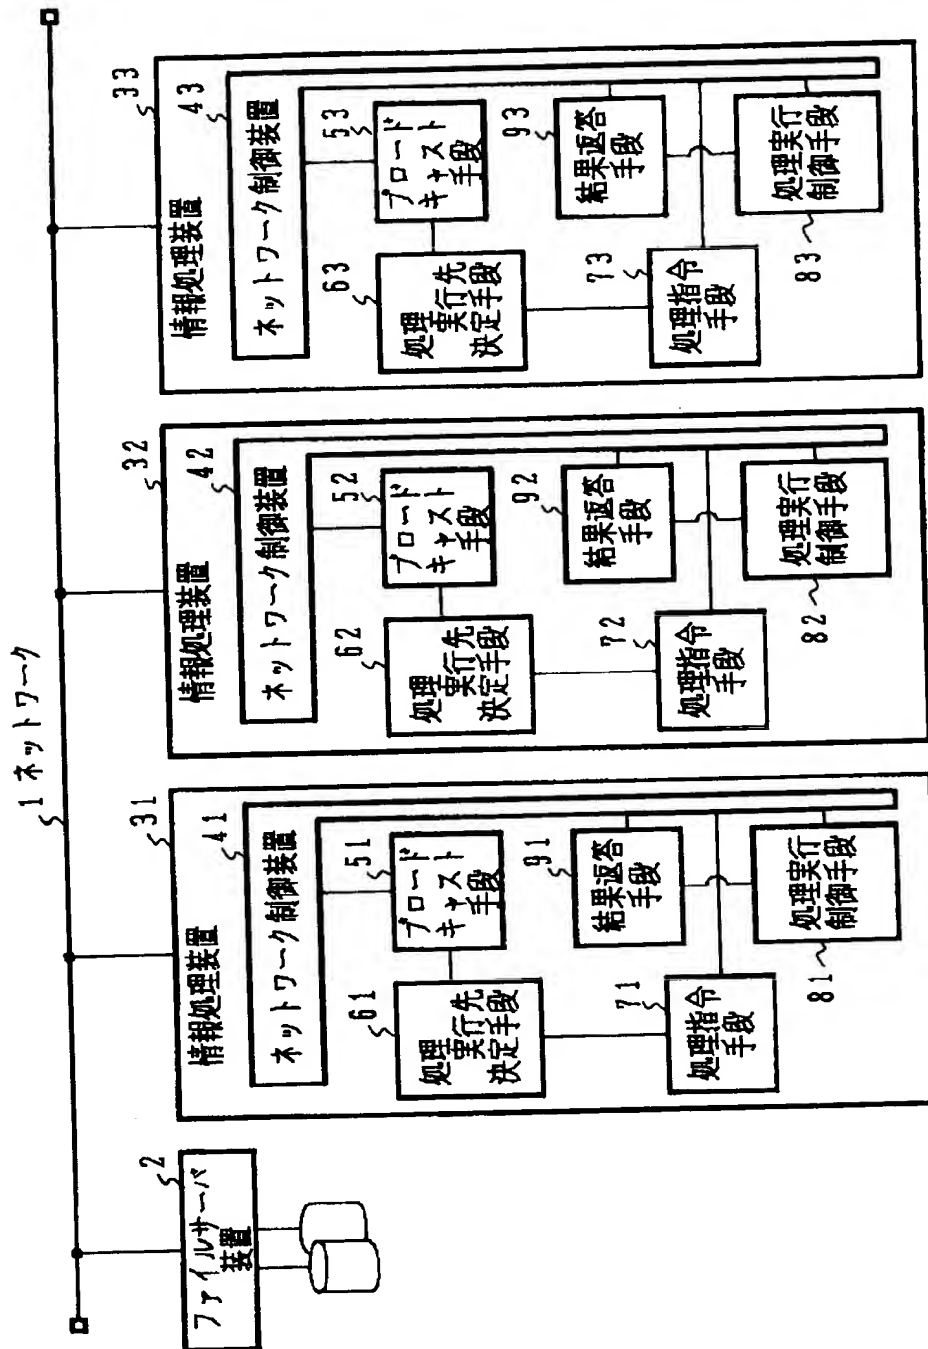 1 ネットワーク
2
ファイルサーバ
装置
31
情報処理装置
41
ネットワーク制御装置
51
ブロード
キャスト
手段
61
処理
実行先
決定手段
71
処理指令
手段
81
処理実行
制御手段
91
結果返答
手段
32
情報処理装置
42
ネットワーク制御装置
52
ブロード
キャスト
手段
62
処理
実行先
決定手段
72
処理指令
手段
82
処理実行
制御手段
92
結果返答
手段
33
情報処理装置
43
ネットワーク制御装置
53
ブロード
キャスト
手段
63
処理
実行先
決定手段
73
処理指令
手段
83
処理実行
制御手段
93
結果返答
手段